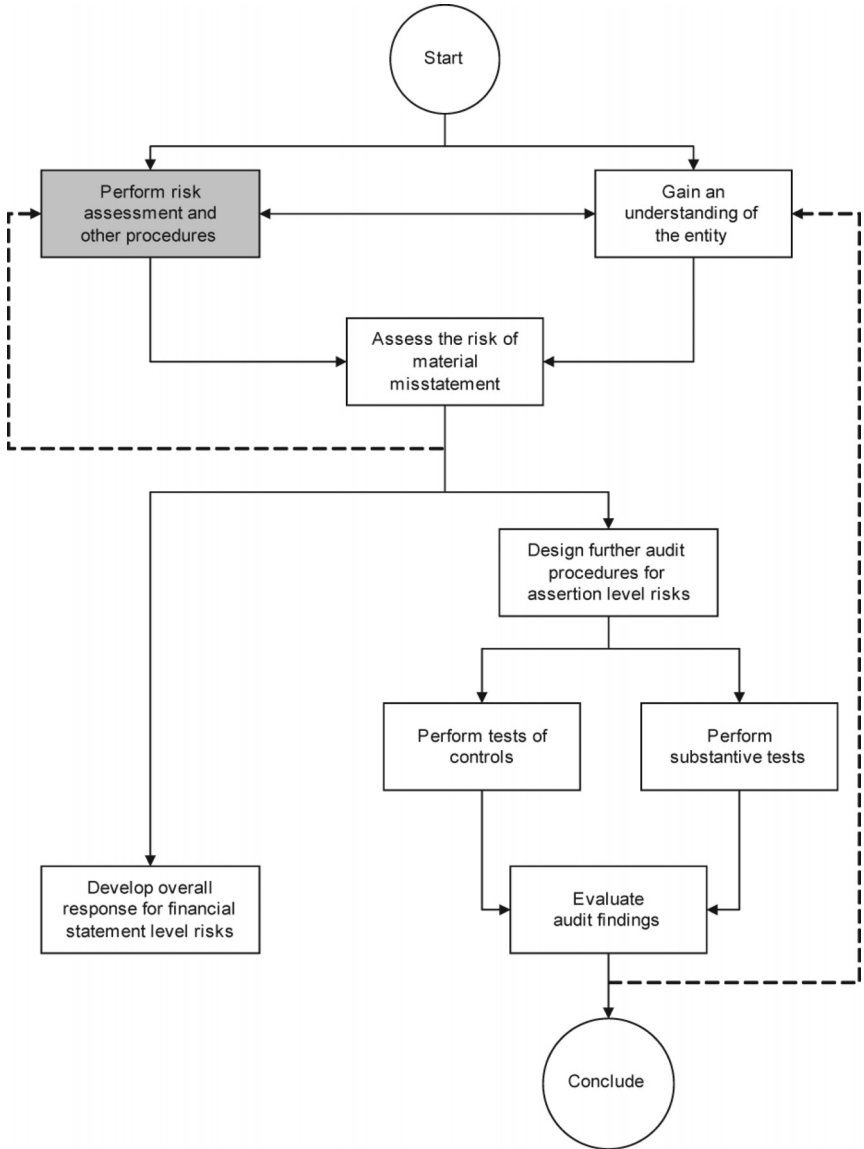 Start
Perform risk
assessment and
other procedures
Gain an
understanding of
the entity
Assess the risk of
material
misstatement
Design further audit
procedures for
assertion level risks
Perform tests of
controls
Perform
substantive tests
Develop overall
response for financial
statement level risks
Evaluate
audit findings
Conclude